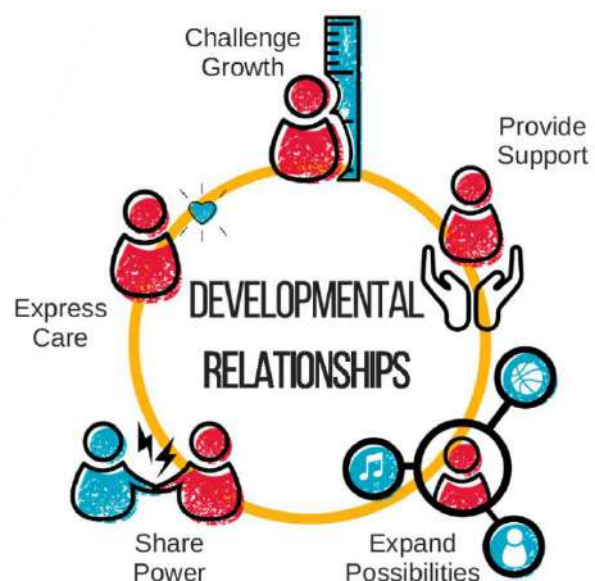 Challenge
Growth
Provide
Support
Express
Care
DEVELOPMENTAL
RELATIONSHIPS
Share
Power
Expand
Possibilities